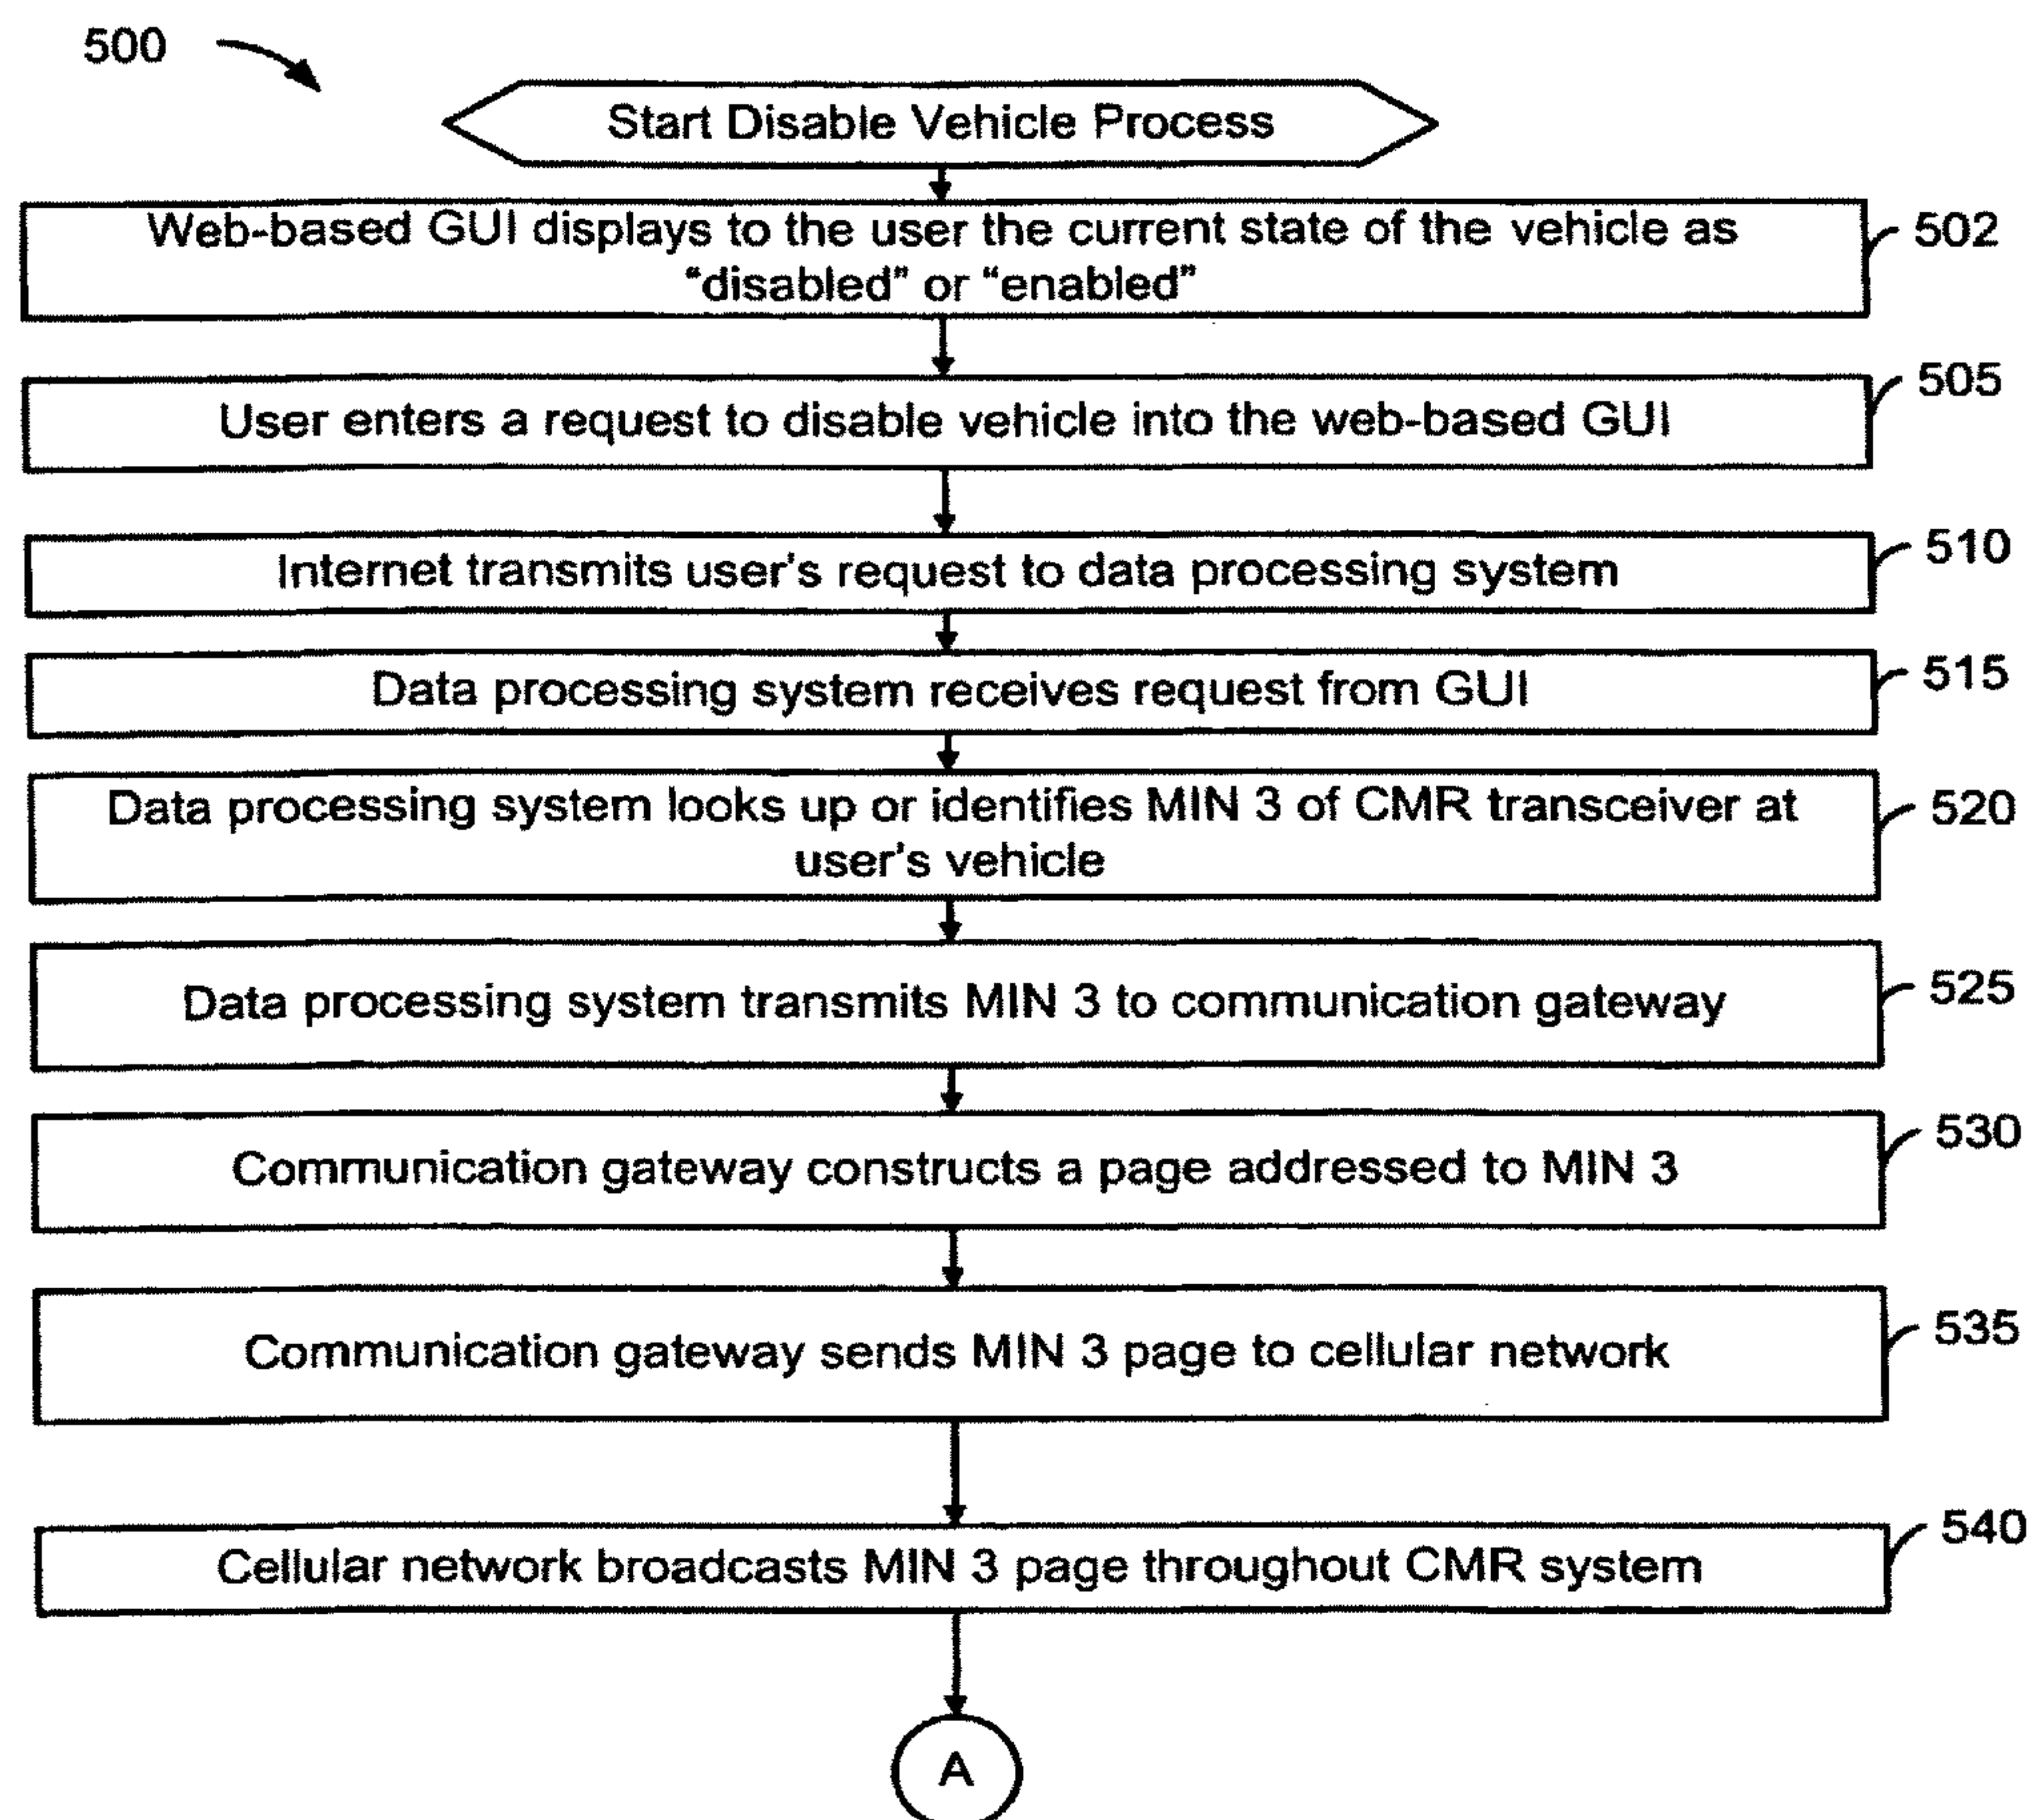 500
Start Disable Vehicle Process
Web-based GUI displays to the user the current state of the vehicle as
“disabled” or “enabled”
502
User enters a request to disable vehicle into the web-based GUI
505
Internet transmits user's request to data processing system
510
Data processing system receives request from GUI
515
Data processing system looks up or identifies MIN 3 of CMR transceiver at
user's vehicle
520
Data processing system transmits MIN 3 to communication gateway
525
Communication gateway constructs a page addressed to MIN 3
530
Communication gateway sends MIN 3 page to cellular network
535
Cellular network broadcasts MIN 3 page throughout CMR system
540
A